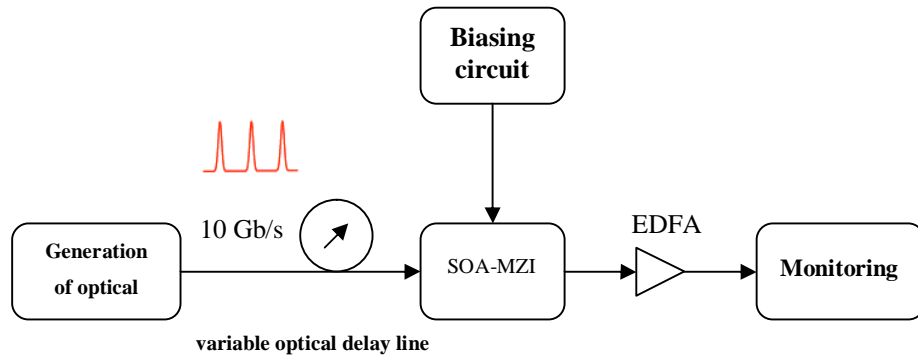 Biasing
circuit
10 Gb/s
EDFA
Generation
of optical
SOA-MZI
Monitoring
variable optical delay line